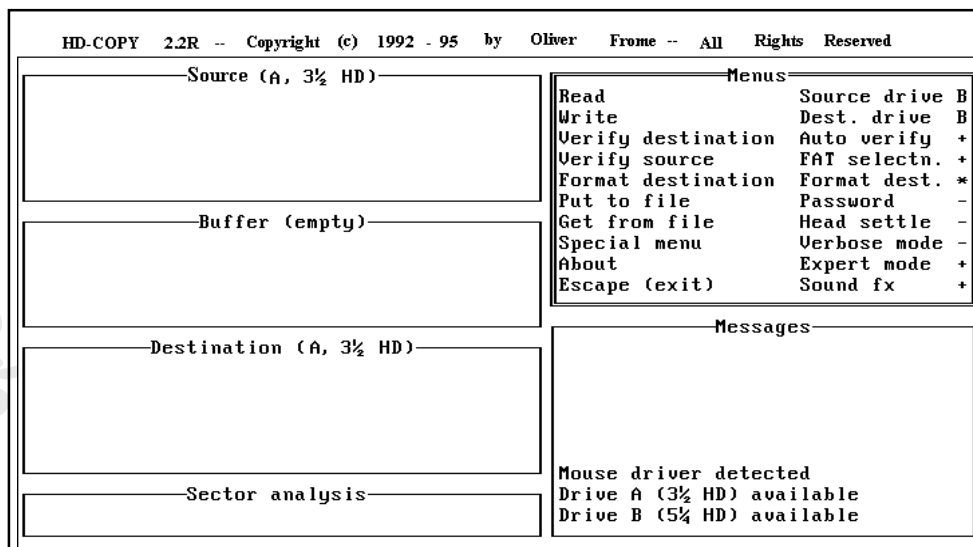 HD-COPY 2.2R -- Copyright (c) 1992 - 95 by Oliver Frome -- All Rights Reserved
Source (A, 3½ HD)
Buffer (empty)
Destination (A, 3½ HD)
Sector analysis
Menus
Read Source drive B
Write Dest. drive B
Verify destination Auto verify +
Verify source FAT selectn. +
Format destination Format dest. *
Put to file Password -
Get from file Head settle -
Special menu Verbose mode -
About Expert mode +
Escape (exit) Sound fx +
Messages
Mouse driver detected
Drive A (3½ HD) available
Drive B (5¼ HD) available